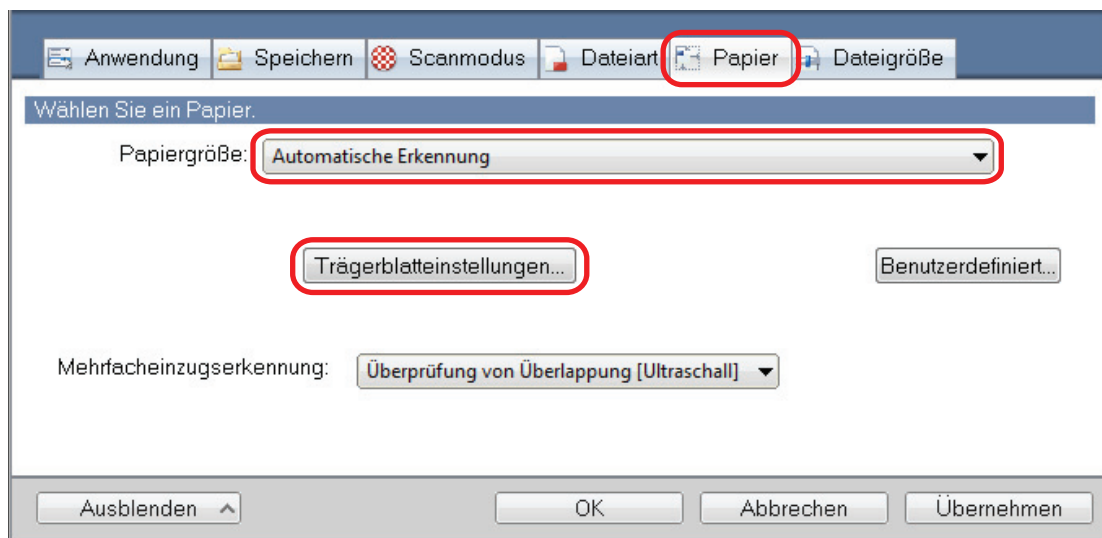 Anwendung Speichern Scanmodus Dateiart Papier Dateigröße
Wählen Sie ein Papier.
Papiergröße: Automatische Erkennung
Trägerblatteinstellungen... Benutzerdefiniert...
Mehrfacheinzugserkennung: Überprüfung von Überlappung [Ultraschall]
Ausblenden OK Abbrechen Übernehmen